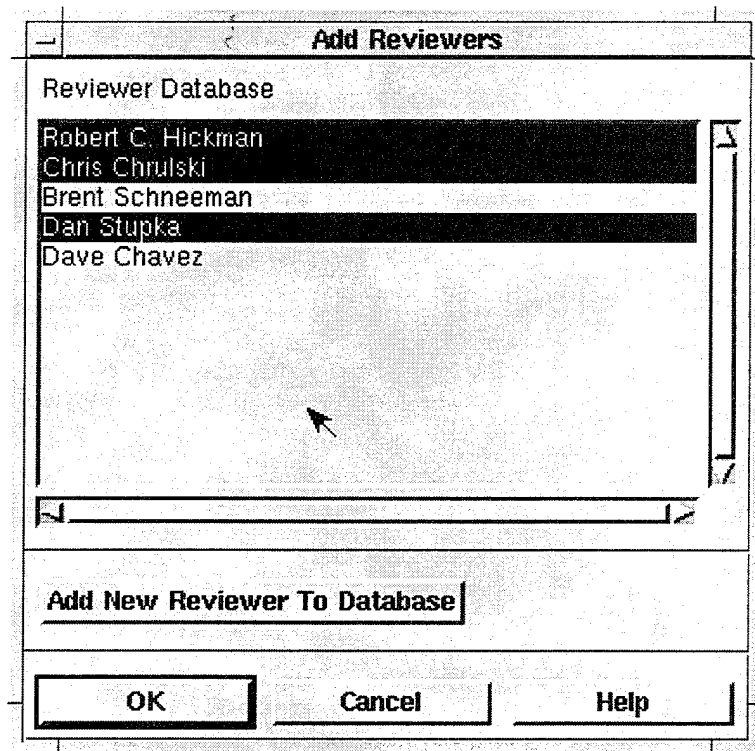 Add Reviewers
Reviewer Database
Robert C. Hickman
Chris Chrulski
Brent Schneeman
Dan Stupka
Dave Chavez
Add New Reviewer To Database
OK Cancel Help